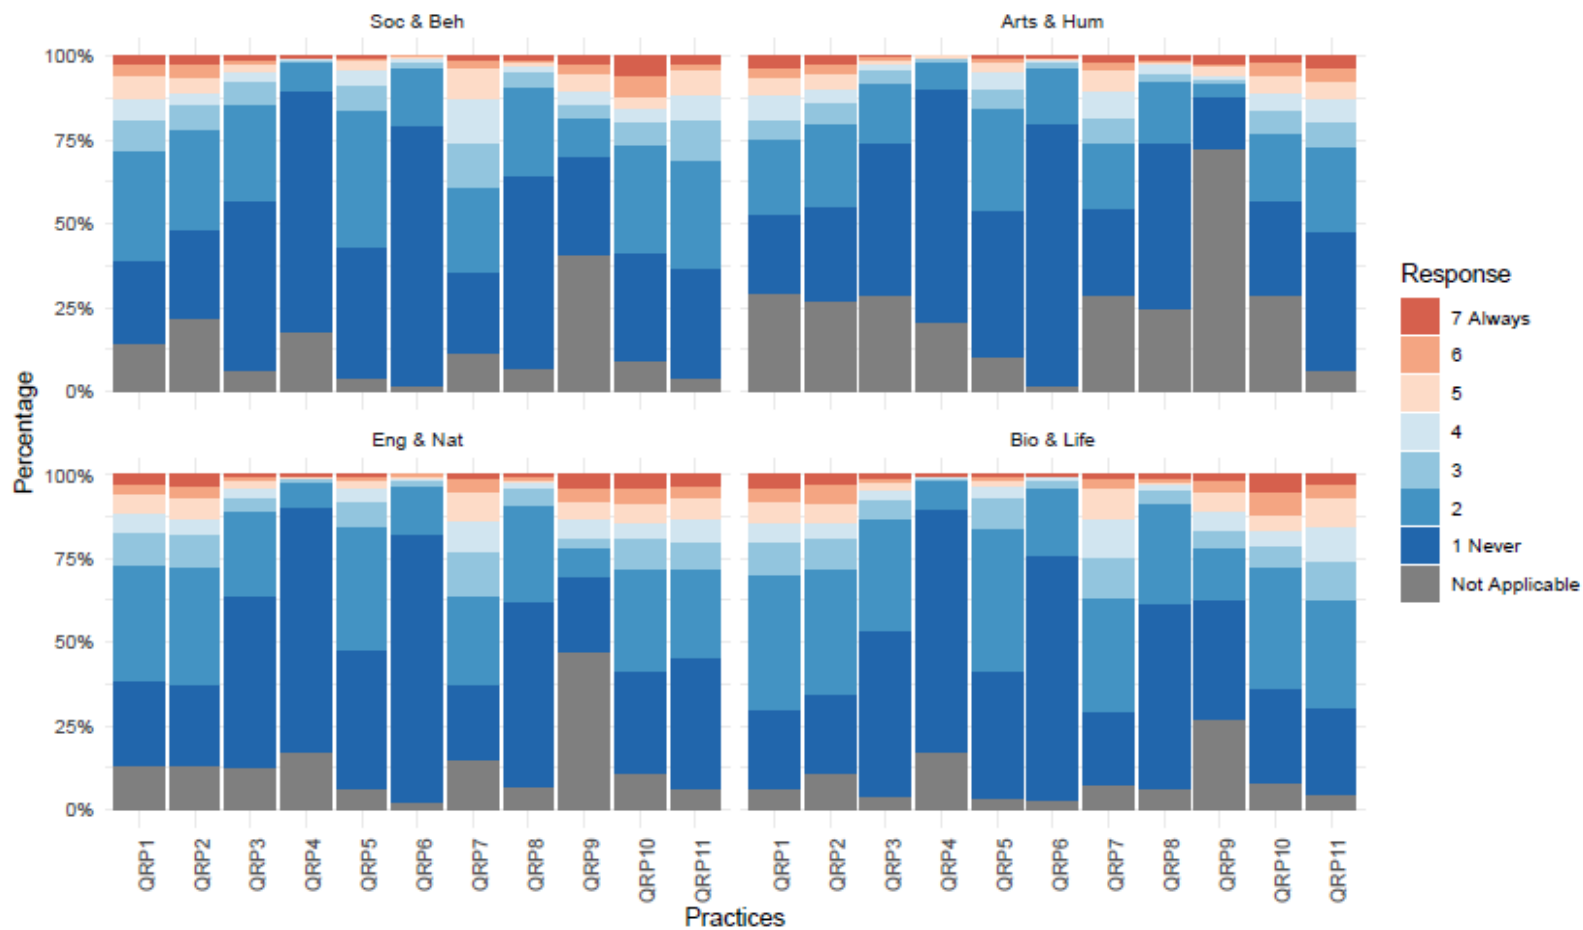 Soc & Beh
Arts & Hum
100%
75%
50%
25%
0%
Eng & Nat
Bio & Life
100%
75%
50%
25%
0%
Percentage
QRP1 QRP2 QRP3 QRP4 QRP5 QRP6 QRP7 QRP8 QRP9 QRP10 QRP11
QRP1 QRP2 QRP3 QRP4 QRP5 QRP6 QRP7 QRP8 QRP9 QRP10 QRP11
Practices
Response
7 Always
6
5
4
3
2
1 Never
Not Applicable